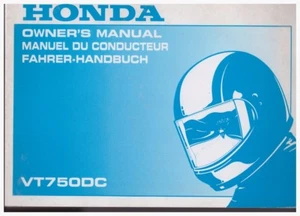 HONDA
OWNER'S MANUAL
MANUEL DU CONDUCTEUR
FAHRER-HANDBUCH
VT750DC